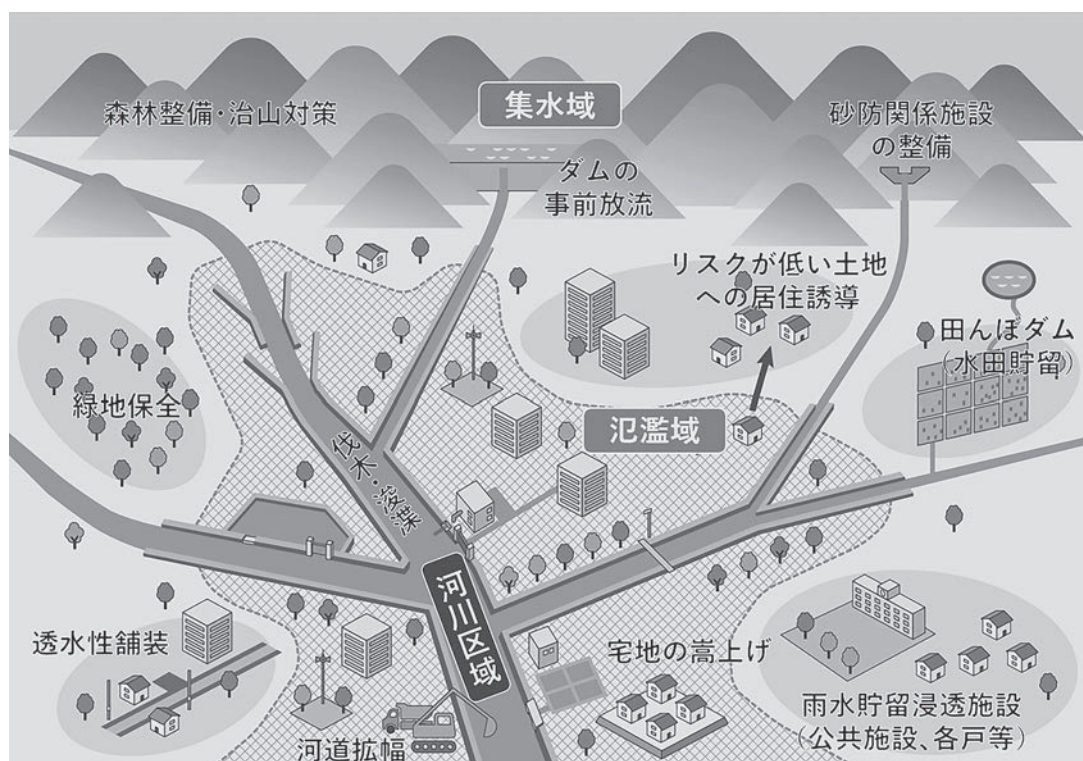 森林整備・治山対策
集水域
砂防関係施設
の整備
ダムの
事前放流
リスクが低い土地
への居住誘導
田んぼダム
(水田貯留)
緑地保全
氾濫域
伐木・浚渫
河川区域
透水性舗装
宅地の嵩上げ
河道拡幅
雨水貯留浸透施設
(公共施設、各戸等)